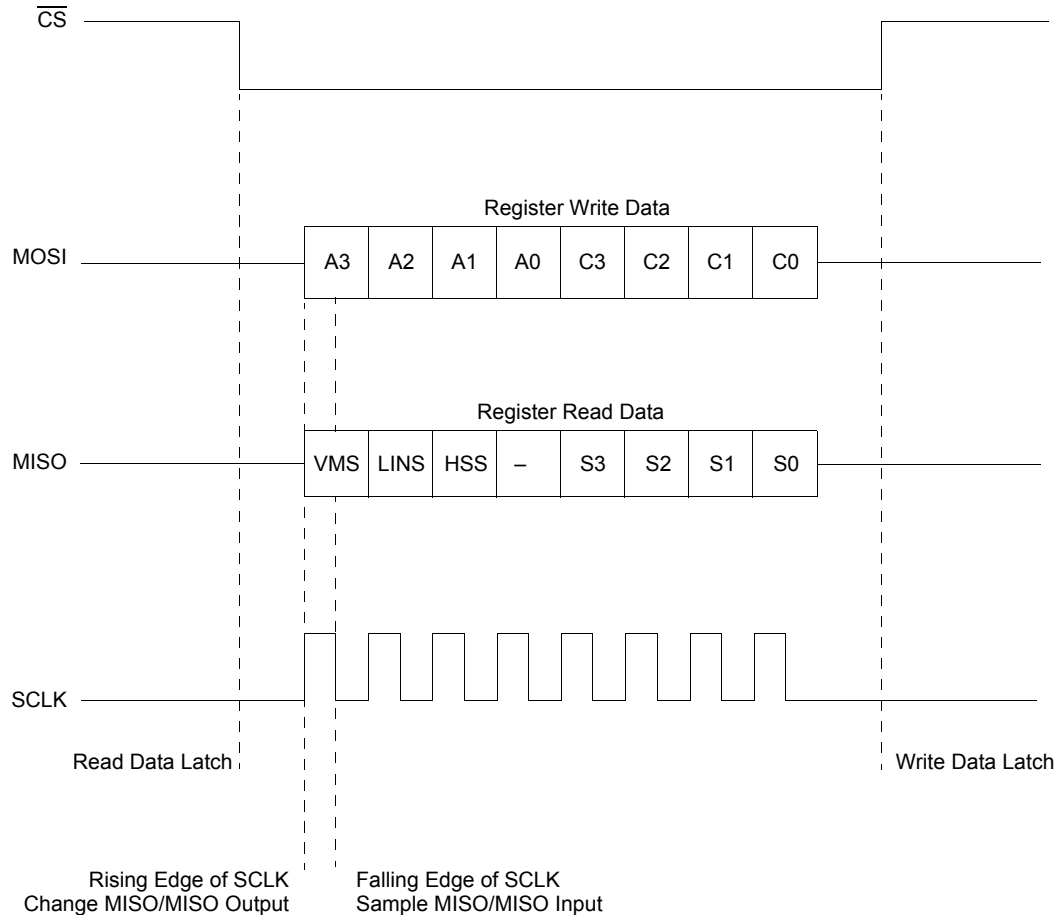 CS
Register Write Data
MOSI
A3 A2 A1 A0 C3 C2 C1 C0
Register Read Data
MISO
VMS LINS HSS – S3 S2 S1 S0
SCLK
Read Data Latch
Write Data Latch
Rising Edge of SCLK
Change MISO/MISO Output
Falling Edge of SCLK
Sample MISO/MISO Input